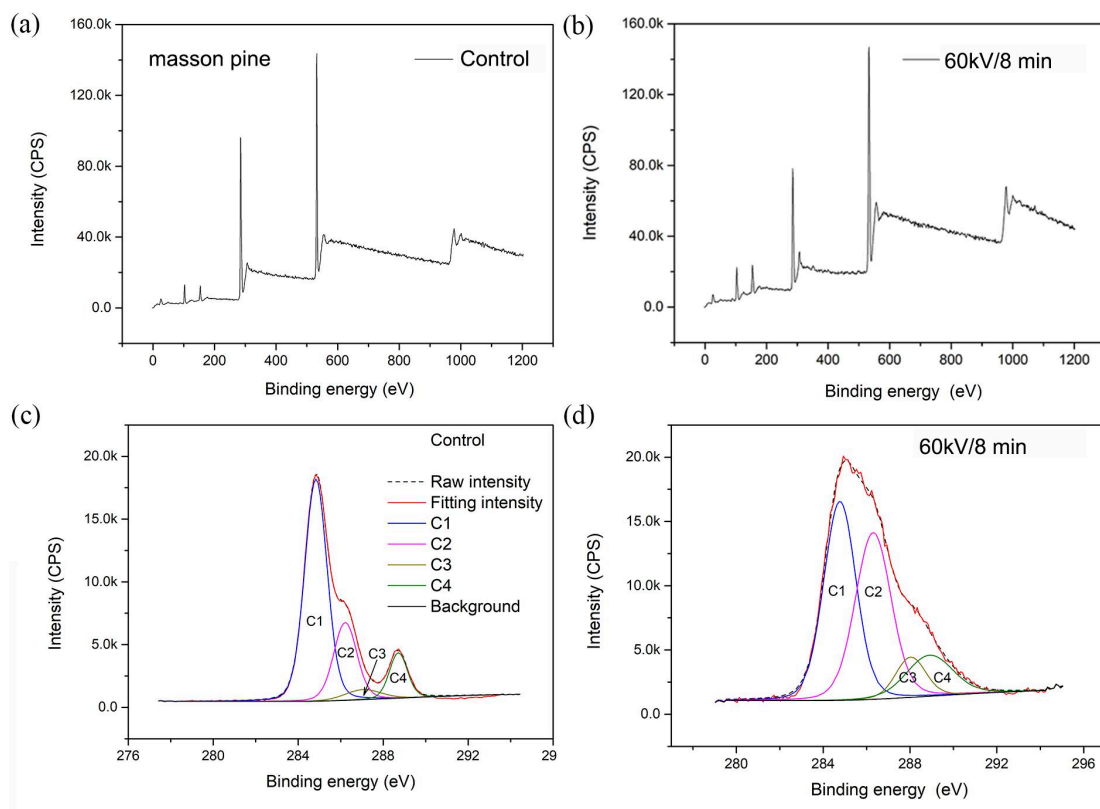 (a)
160.0k
120.0k
80.0k
40.0k
0.0
Intensity (CPS)
masson pine
Control
0 200 400 600 800 1000 1200
Binding energy (eV)
(b)
160.0k
120.0k
80.0k
40.0k
0.0
Intensity (CPS)
60kV/8 min
0 200 400 600 800 1000 1200
Binding energy (eV)
(c)
20.0k
15.0k
10.0k
5.0k
0.0
Intensity (CPS)
Control
Raw intensity
Fitting intensity
C1
C2
C3
C4
Background
C1
C2
C3
C4
276 280 284 288 29
Binding energy (eV)
(d)
20.0k
15.0k
10.0k
5.0k
0.0
Intensity (CPS)
60kV/8 min
C1
C2
C3
C4
280 284 288 292 296
Binding energy (eV)